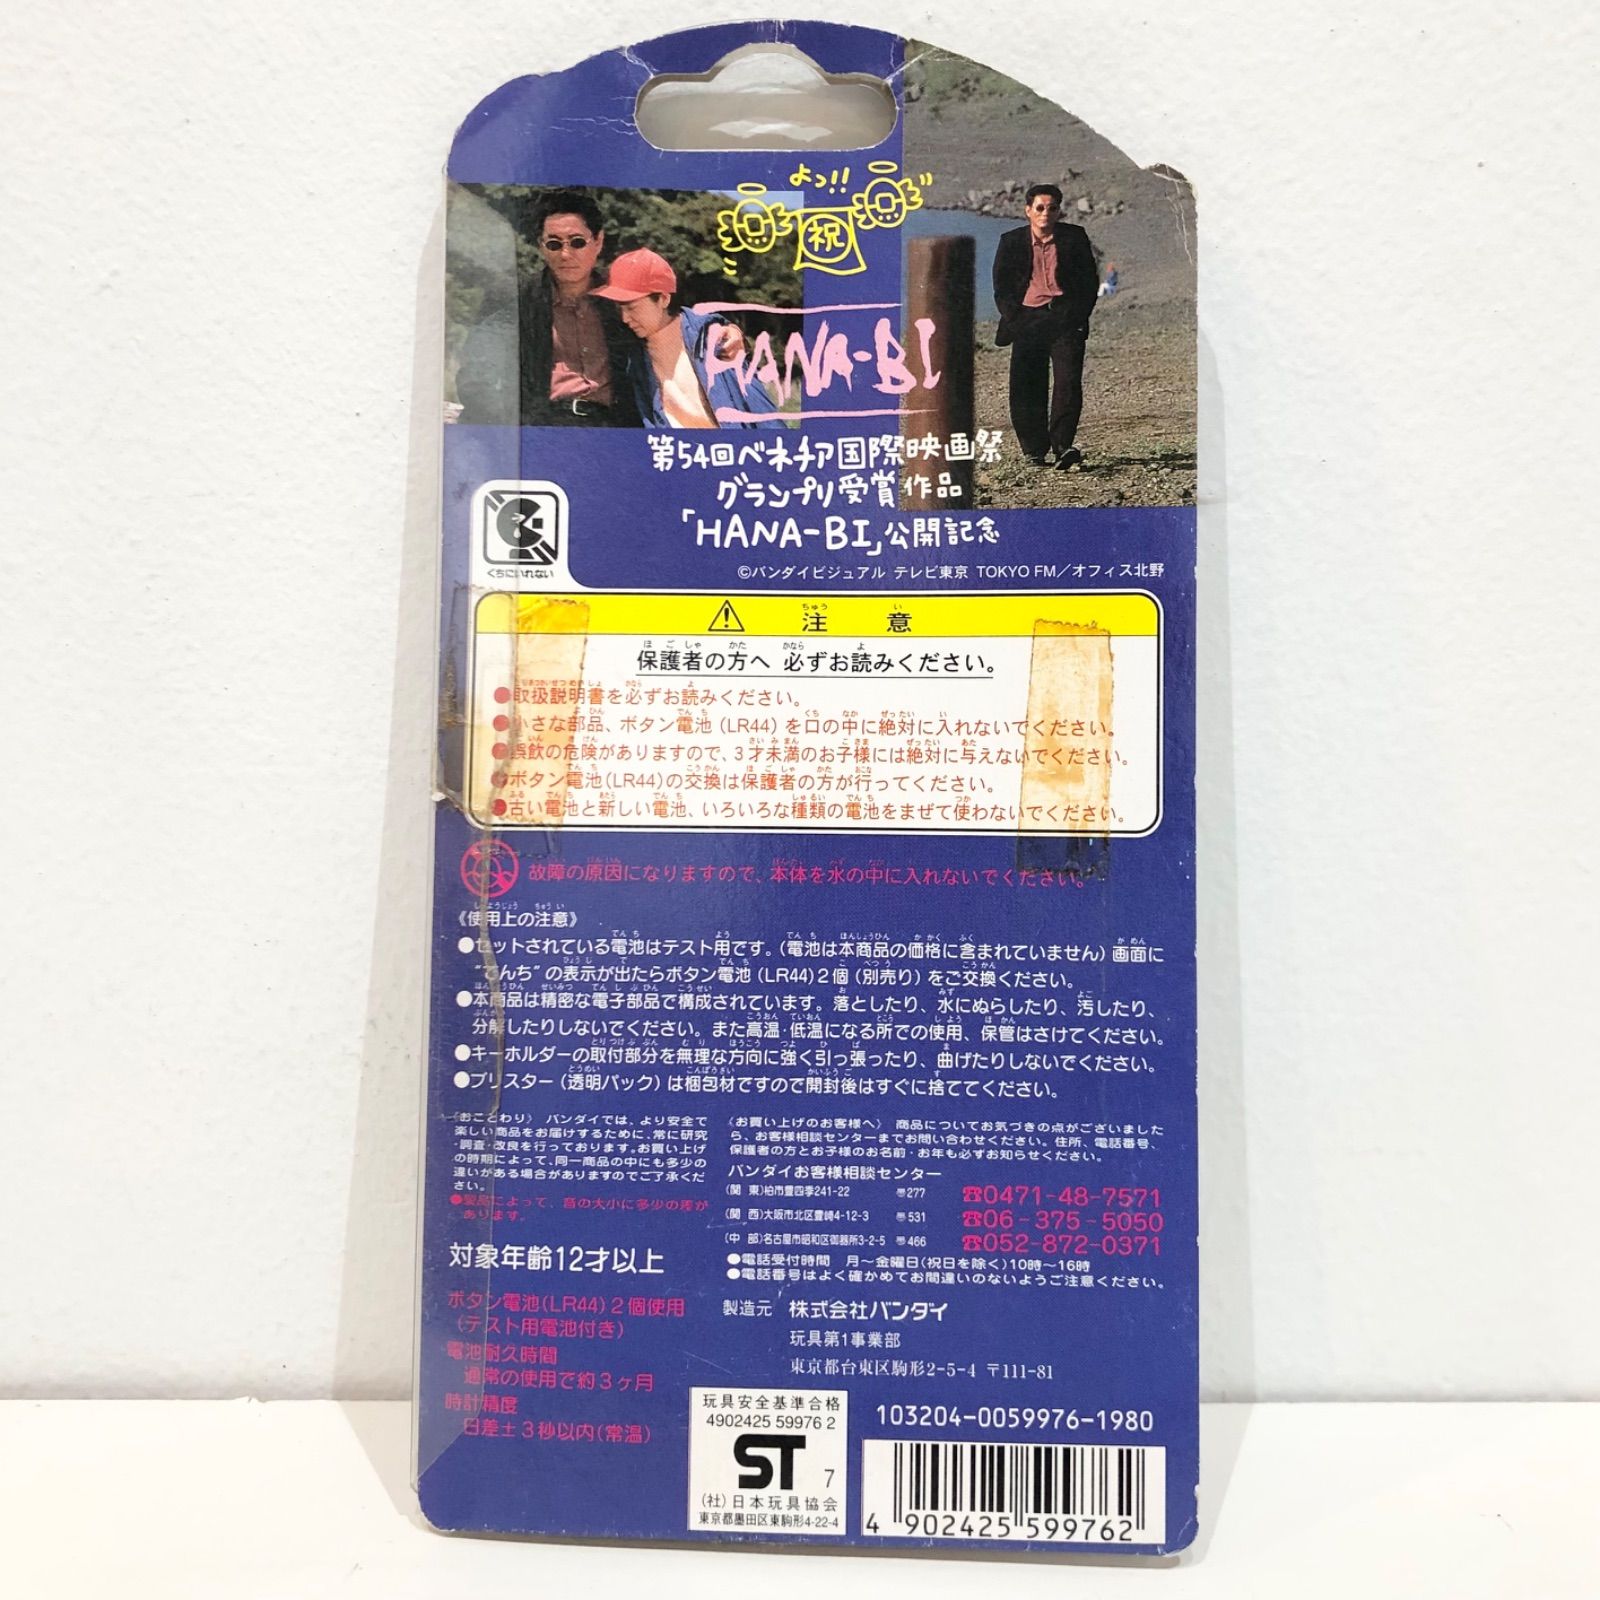 よっ!!
祝
HANA-BI
第54回ベネチア国際映画祭
グランプリ受賞作品
「HANA-BI」公開記念
©バンダイビジュアル テレビ東京 TOKYO FM/オフィス北野
くちにいれない
⚠ 注意
保護者の方へ 必ずお読みください。
●取扱説明書を必ずお読みください。
●小さな部品、ボタン電池(LR44)を口の中に絶対に入れないでください。
●誤飲の危険がありますので、3才未満のお子様には絶対に与えないでください。
●ボタン電池(LR44)の交換は保護者の方が行ってください。
●古い電池と新しい電池、いろいろな種類の電池をまぜて使わないでください。
故障の原因になりますので、本体を水の中に入れないでください。
《使用上の注意》
●セットされている電池はテスト用です。(電池は本商品の価格に含まれていません)画面に
“でんち”の表示が出たらボタン電池(LR44)2個(別売り)をご交換ください。
●本商品は精密な電子部品で構成されています。落としたり、水にぬらしたり、汚したり、
分解したりしないでください。また高温・低温になる所での使用、保管はさけてください。
●キーホルダーの取付部分を無理な方向に強く引っ張ったり、曲げたりしないでください。
●ブリスター(透明パック)は梱包材ですので開封後はすぐに捨ててください。
《おことわり》 バンダイでは、より安全で
楽しい商品をお届けするために、常に研究
・調査・改良を行っております。お買い上げ
の時期によって、同一商品の中にも多少の
違いがある場合がありますのでご了承くだ
さい。
●製品によって、音の大小に多少の差が
あります。
対象年齢12才以上
ボタン電池(LR44)2個使用
(テスト用電池付き)
電池耐久時間
通常の使用で約3ヶ月
時計精度
日差±3秒以内(常温)
《お買い上げのお客様へ》 商品についてお気づきの点がございました
ら、お客様相談センターまでお問い合わせください。住所、電話番号、
保護者の方とお子様のお名前・お年も必ずお知らせください。
バンダイお客様相談センター
(関 東)柏市豊四季241-22 〠277 ☎0471-48-7571
(関 西)大阪市北区豊崎4-12-3 〠531 ☎06-375-5050
(中 部)名古屋市昭和区御器所3-2-5 〠466 ☎052-872-0371
●電話受付時間 月〜金曜日(祝日を除く)10時〜16時
●電話番号はよく確かめてお間違いのないようご注意ください。
製造元 株式会社バンダイ
玩具第1事業部
東京都台東区駒形2-5-4 〒111-81
玩具安全基準合格
4902425 59976 2
ST 7
(社)日本玩具協会
東京都墨田区東駒形4-22-4
103204-0059976-1980
4 902425 599762